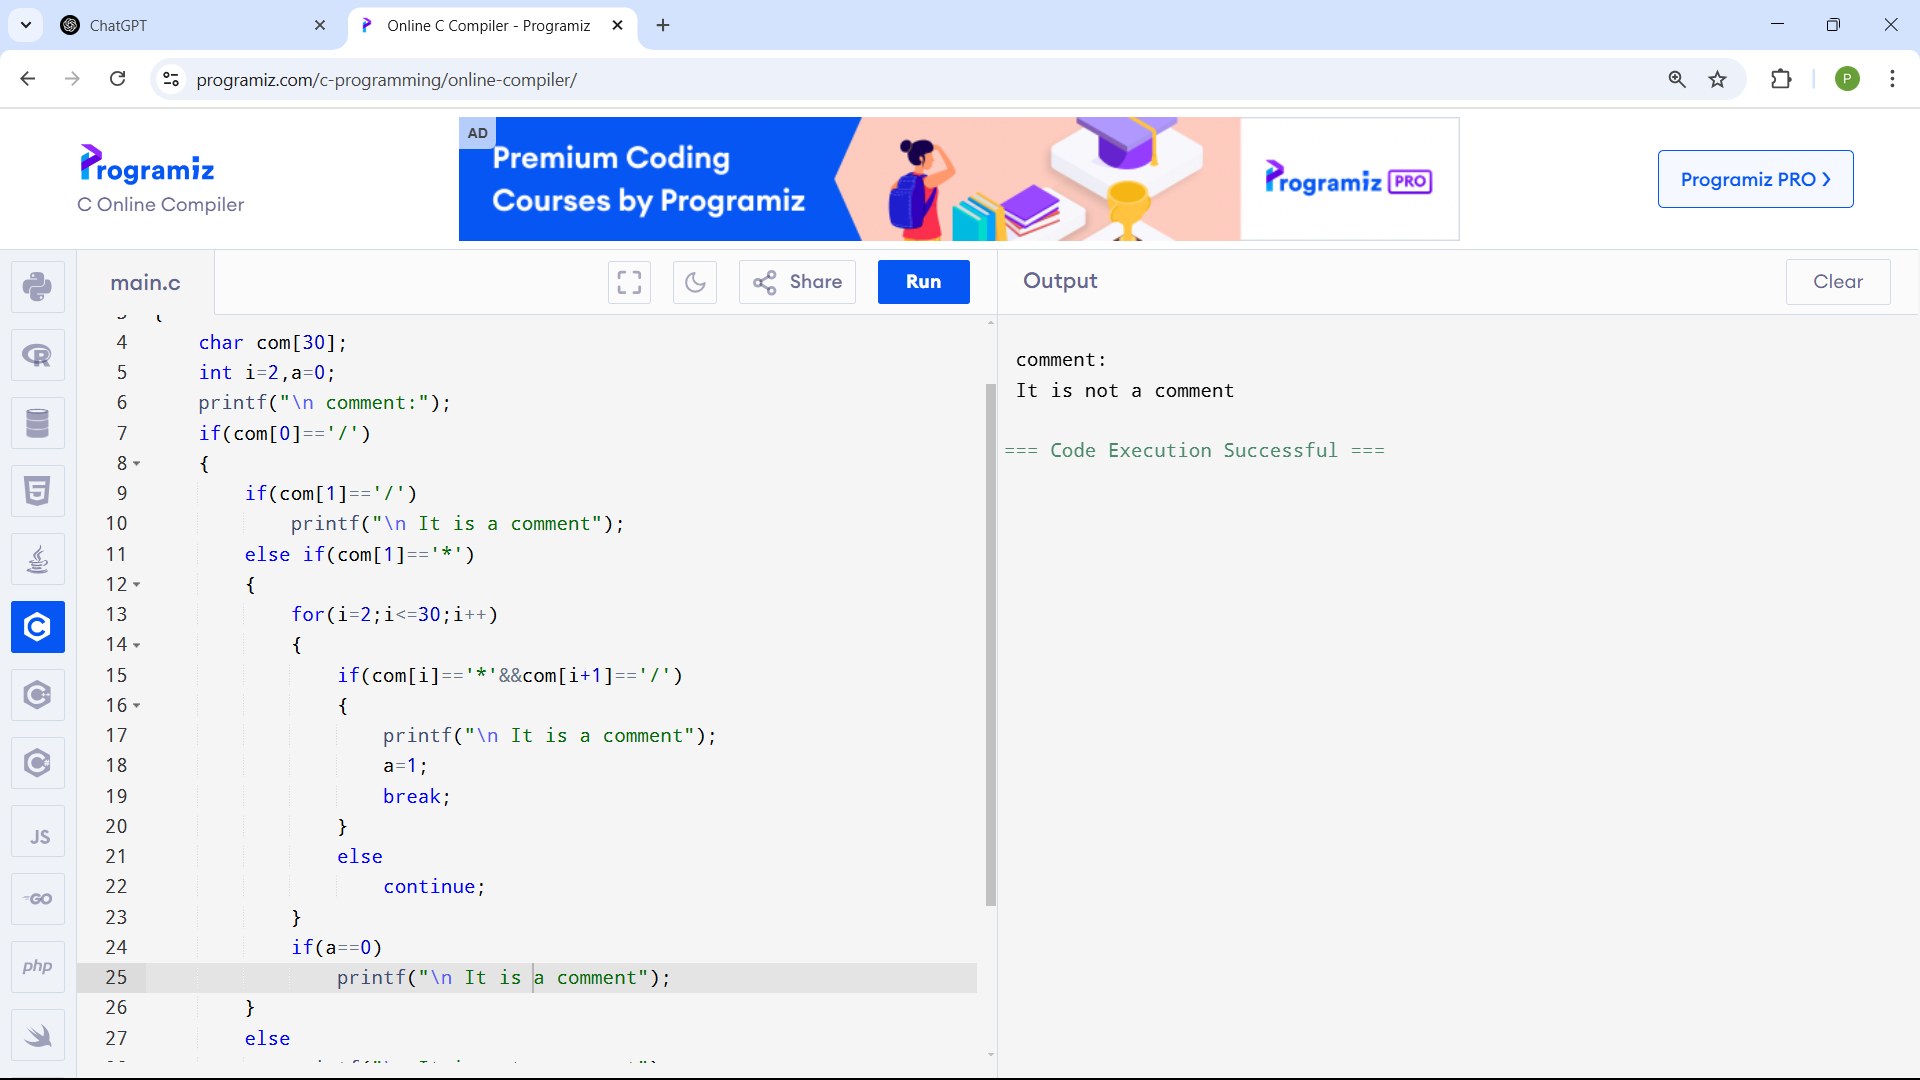 ChatGPT
Online C Compiler - Programiz
programiz.com/c-programming/online-compiler/
P
AD
Premium Coding
Courses by Programiz
Programiz PRO
Programiz
C Online Compiler
Programiz PRO
main.c
Share
Run
Output
Clear
4 char com[30];
5 int i=2,a=0;
6 printf("\n comment:");
7 if(com[0]=='/')
8 {
9 if(com[1]=='/')
10 printf("\n It is a comment");
11 else if(com[1]=='*')
12 {
13 for(i=2;i<=30;i++)
14 {
15 if(com[i]=='*'&&com[i+1]=='/')
16 {
17 printf("\n It is a comment");
18 a=1;
19 break;
20 }
21 else
22 continue;
23 }
24 if(a==0)
25 printf("\n It is a comment");
26 }
27 else
comment:
It is not a comment
=== Code Execution Successful ===
R
5
C
C
C#
JS
GO
php